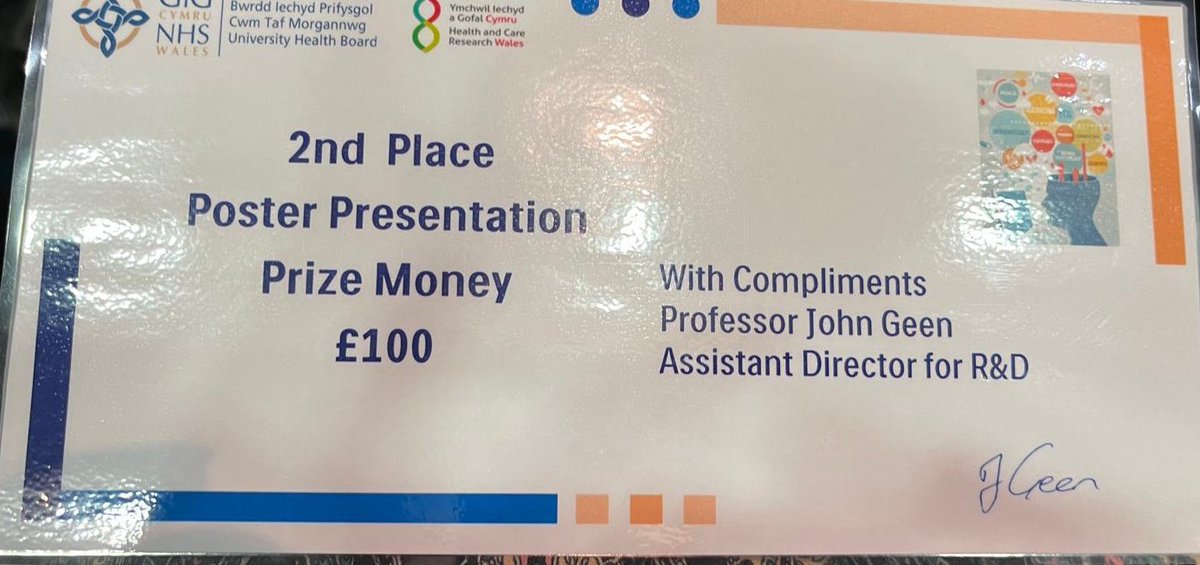 GIG
CYMRU
NHS
WALES
Bwrdd Iechyd Prifysgol
Cwm Taf Morgannwg
University Health Board
Ymchwil Iechyd
a Gofal Cymru
Health and Care
Research Wales
2nd Place
Poster Presentation
Prize Money
£100
With Compliments
Professor John Geen
Assistant Director for R&D
J Geen